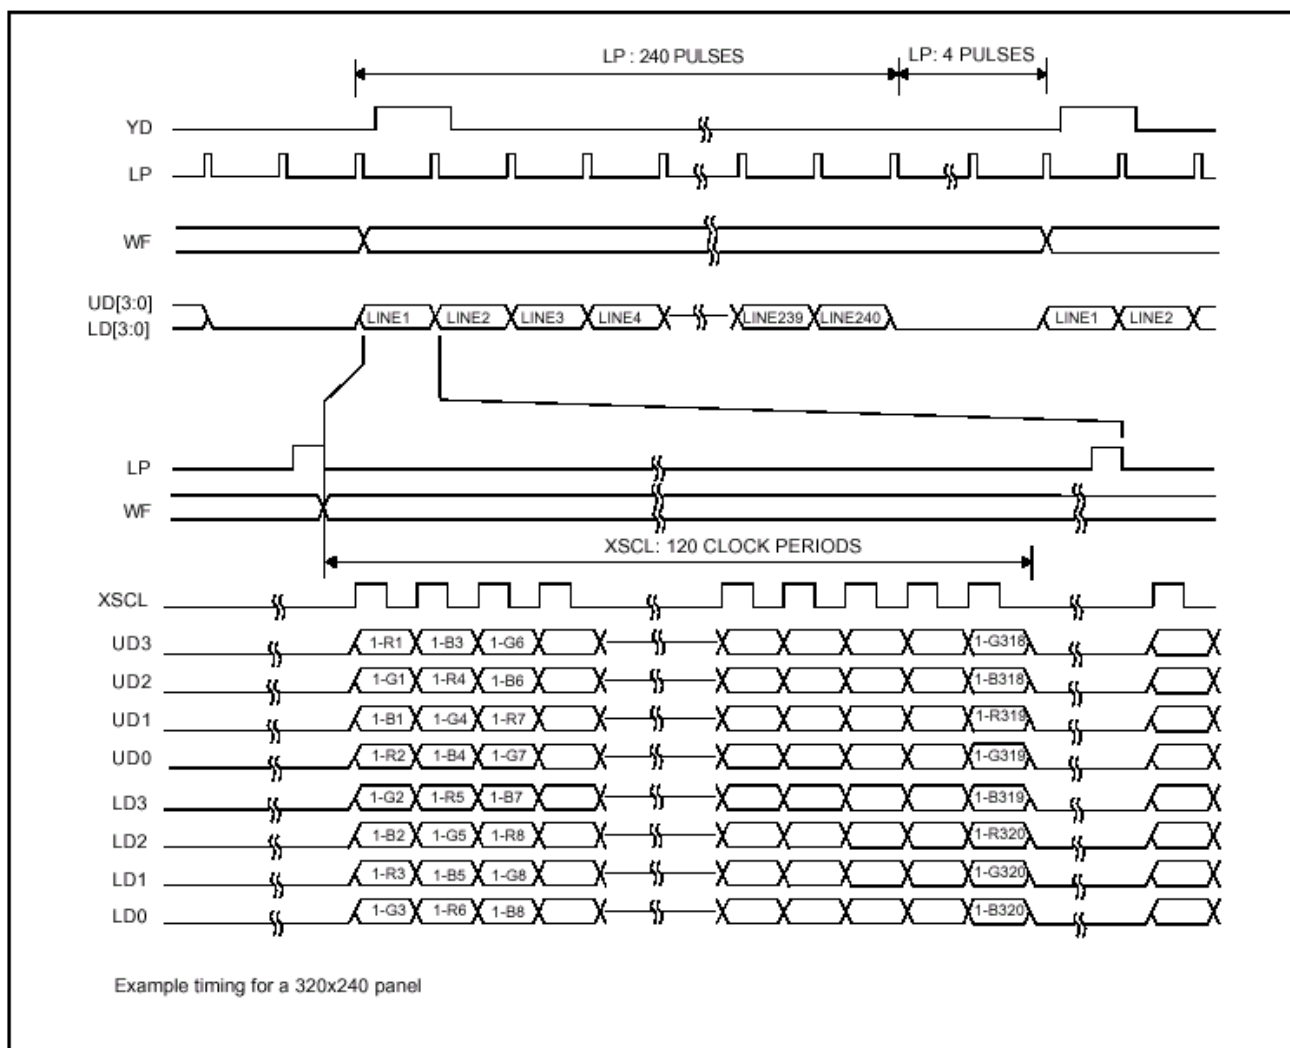 LP : 240 PULSES
LP: 4 PULSES
YD
LP
WF
UD[3:0]
LD[3:0]
LINE1 LINE2 LINE3 LINE4 LINE239 LINE240 LINE1 LINE2
LP
WF
XSCL: 120 CLOCK PERIODS
XSCL
UD3 1-R1 1-B3 1-G6 1-G318
UD2 1-G1 1-R4 1-B6 1-B318
UD1 1-B1 1-G4 1-R7 1-R319
UD0 1-R2 1-B4 1-G7 1-G319
LD3 1-G2 1-R5 1-B7 1-B319
LD2 1-B2 1-G5 1-R8 1-R320
LD1 1-R3 1-B5 1-G8 1-G320
LD0 1-G3 1-R6 1-B8 1-B320
Example timing for a 320x240 panel